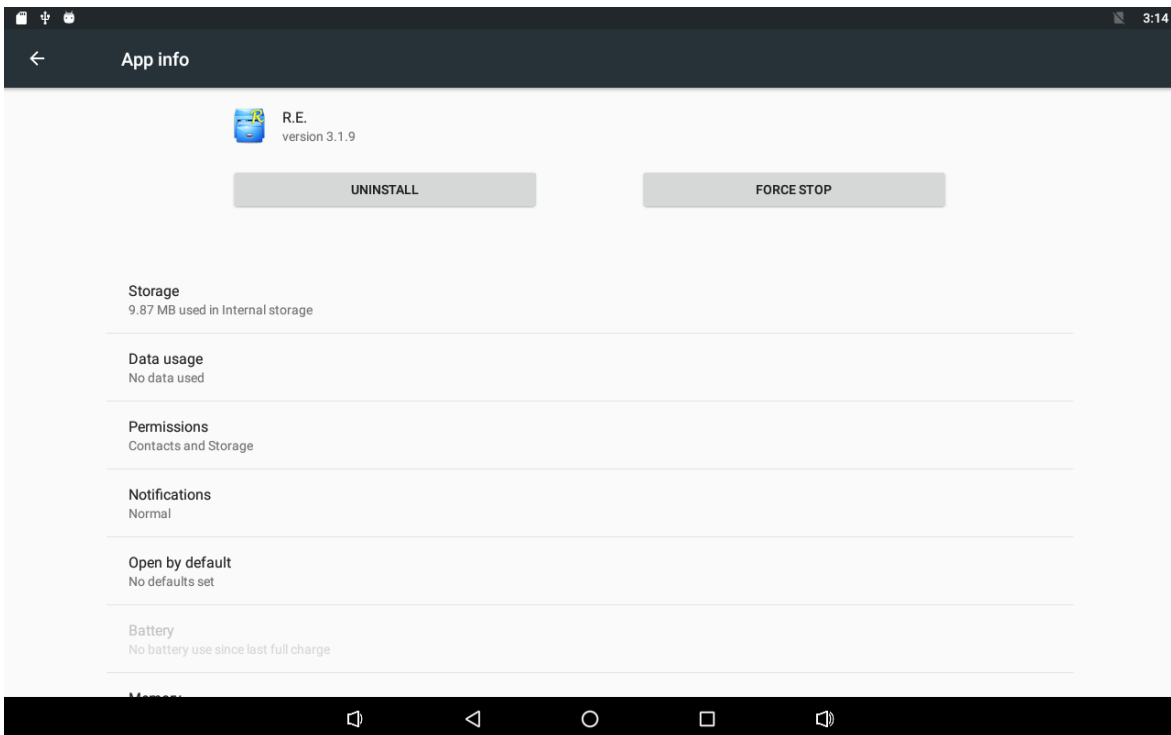 3:14
App info
R.E.
version 3.1.9
UNINSTALL
FORCE STOP
Storage
9.87 MB used in Internal storage
Data usage
No data used
Permissions
Contacts and Storage
Notifications
Normal
Open by default
No defaults set
Battery
No battery use since last full charge
Memory